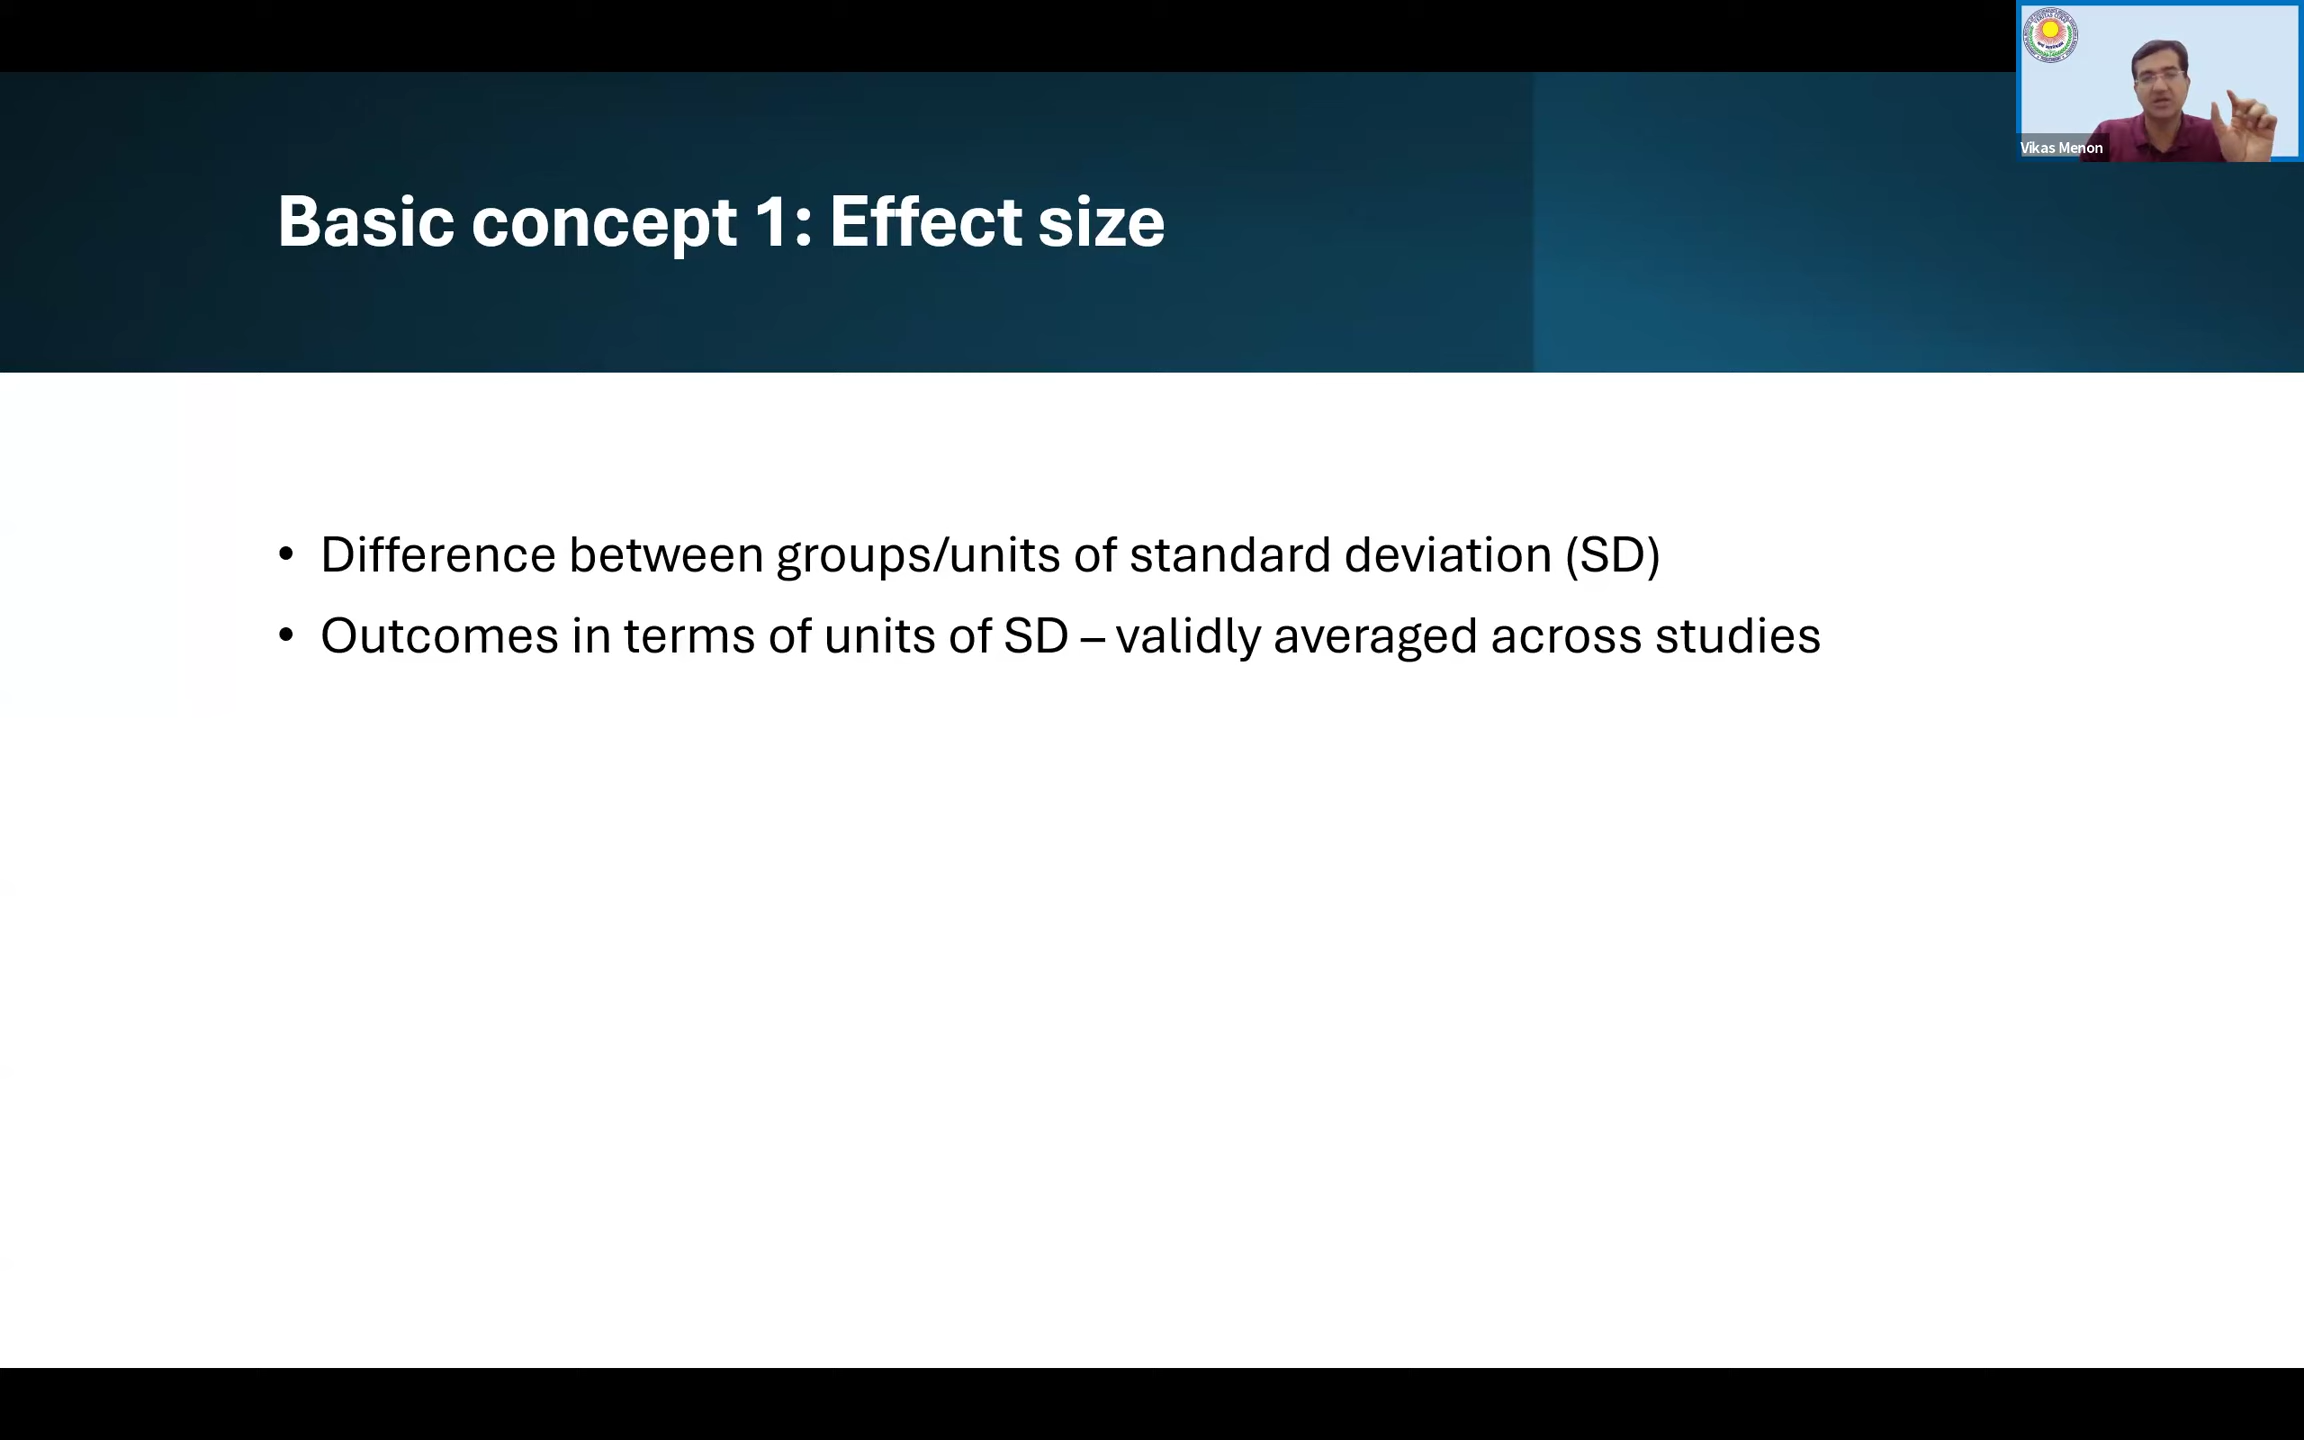 Vikas Menon
Basic concept 1: Effect size
• Difference between groups/units of standard deviation (SD)
• Outcomes in terms of units of SD – validly averaged across studies